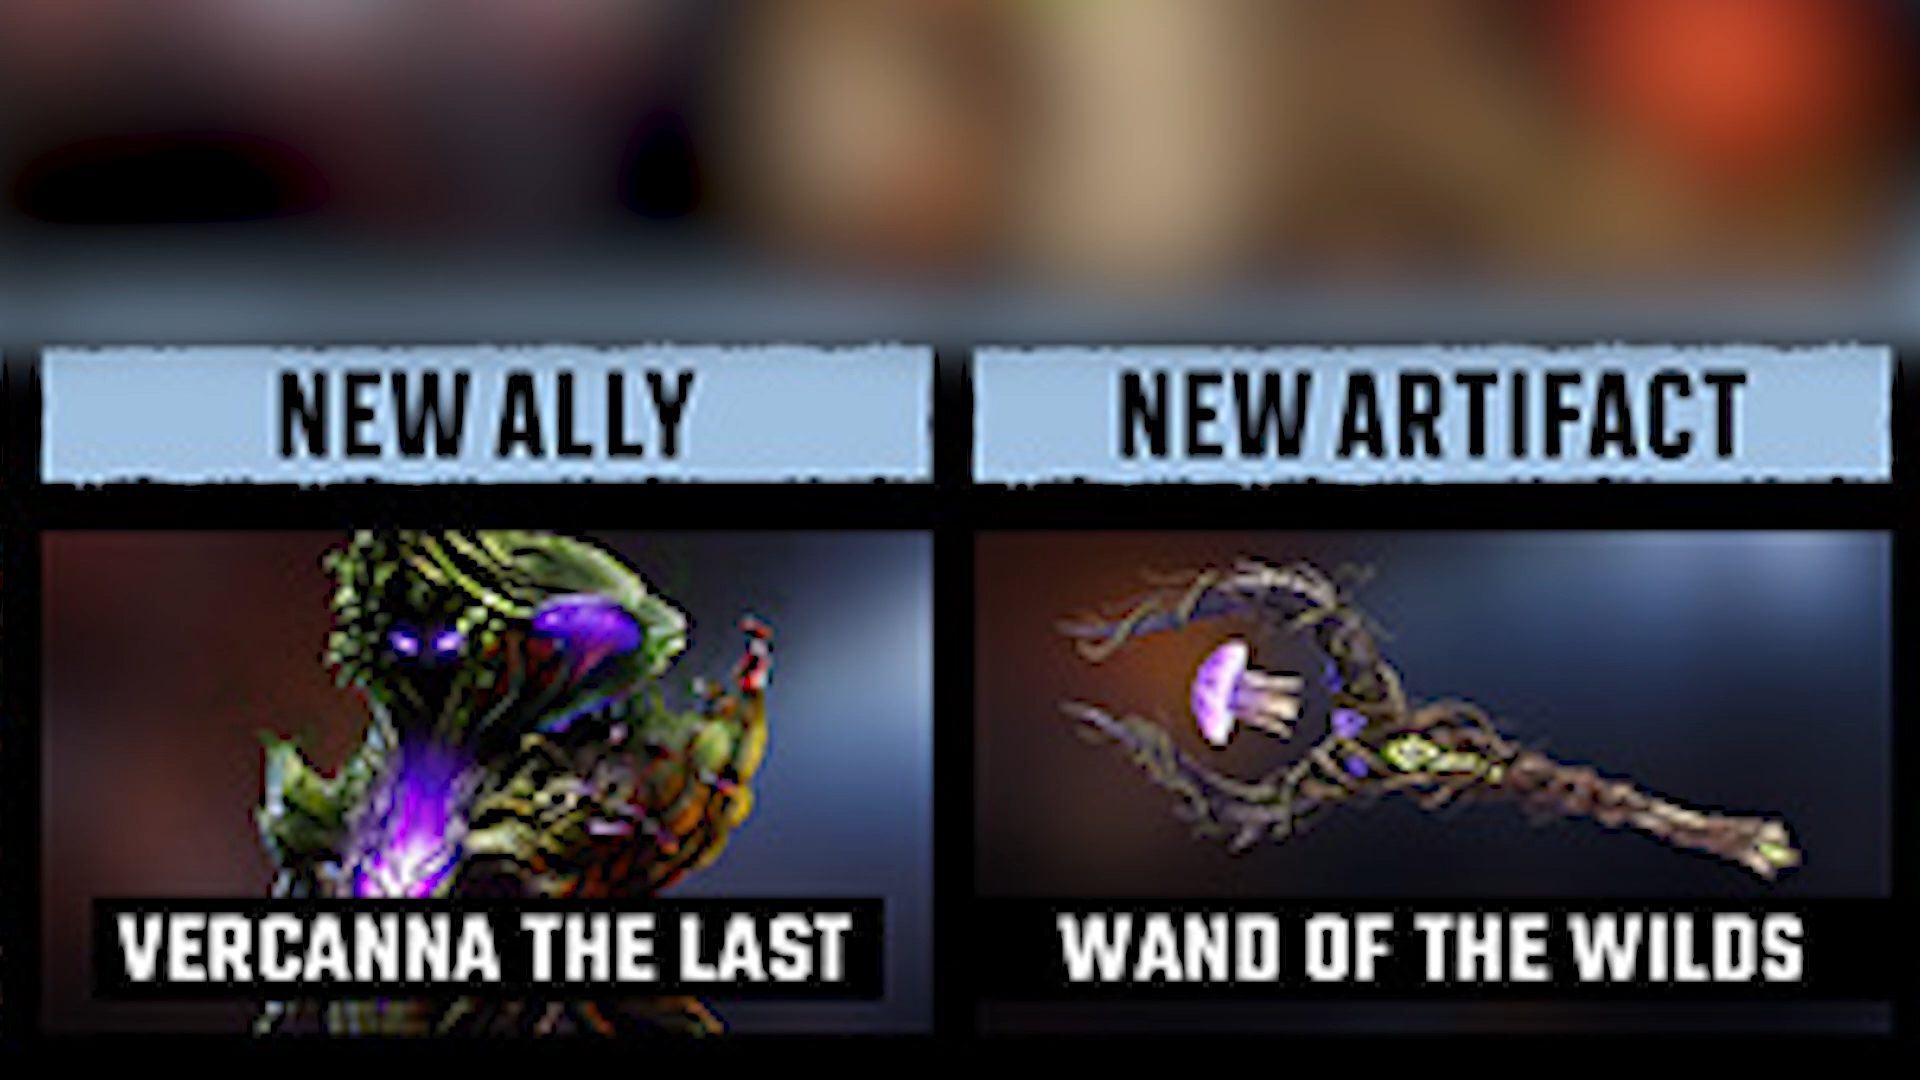 NEW ALLY
NEW ARTIFACT
VERCANNA THE LAST
WAND OF THE WILDS